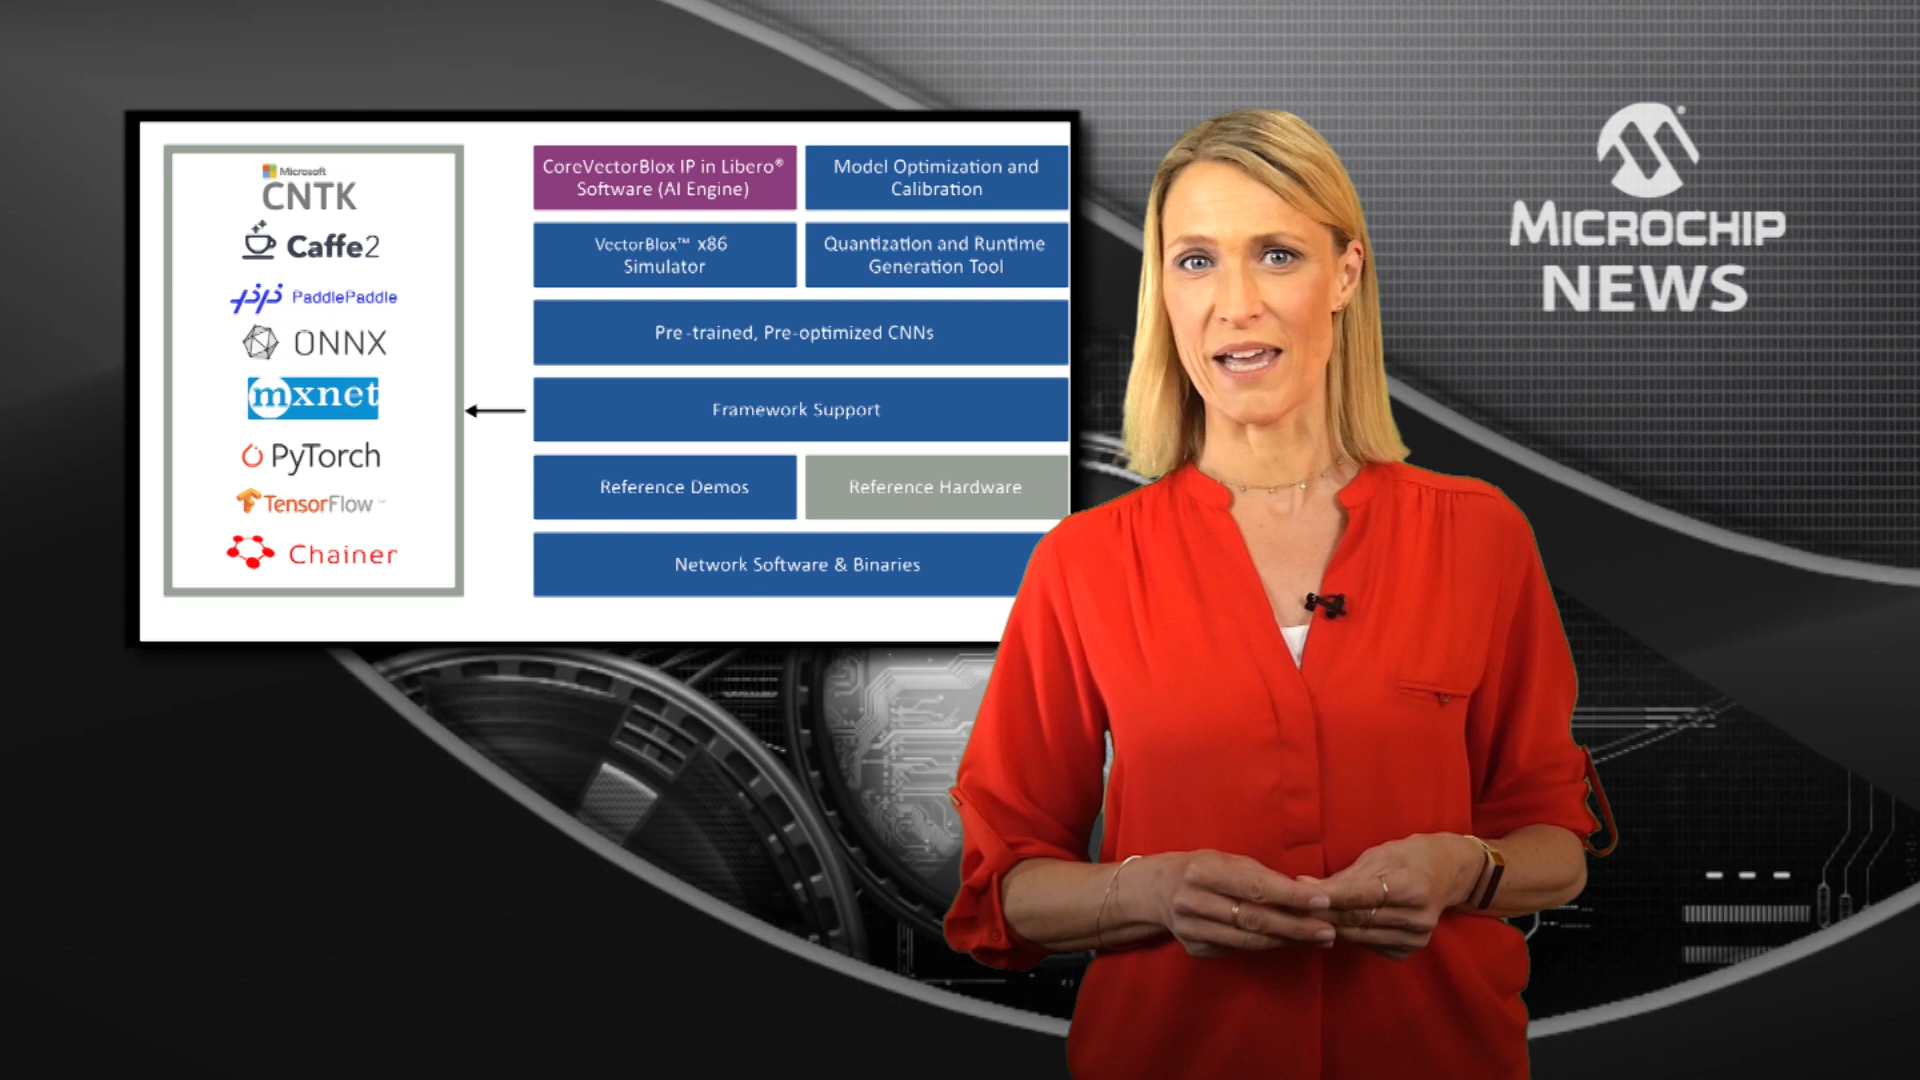 Microsoft
CNTK
Caffe2
PaddlePaddle
ONNX
mxnet
PyTorch
TensorFlow™
Chainer
CoreVectorBlox IP in Libero®
Software (AI Engine)
Model Optimization and
Calibration
VectorBlox™ x86
Simulator
Quantization and Runtime
Generation Tool
Pre-trained, Pre-optimized CNNs
Framework Support
Reference Demos
Reference Hardware
Network Software & Binaries
MICROCHIP
NEWS